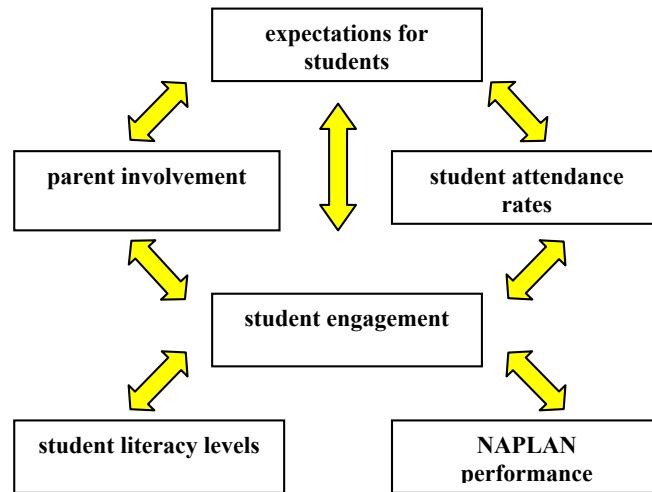 expectations for
students
parent involvement
student attendance
rates
student engagement
student literacy levels
NAPLAN
performance